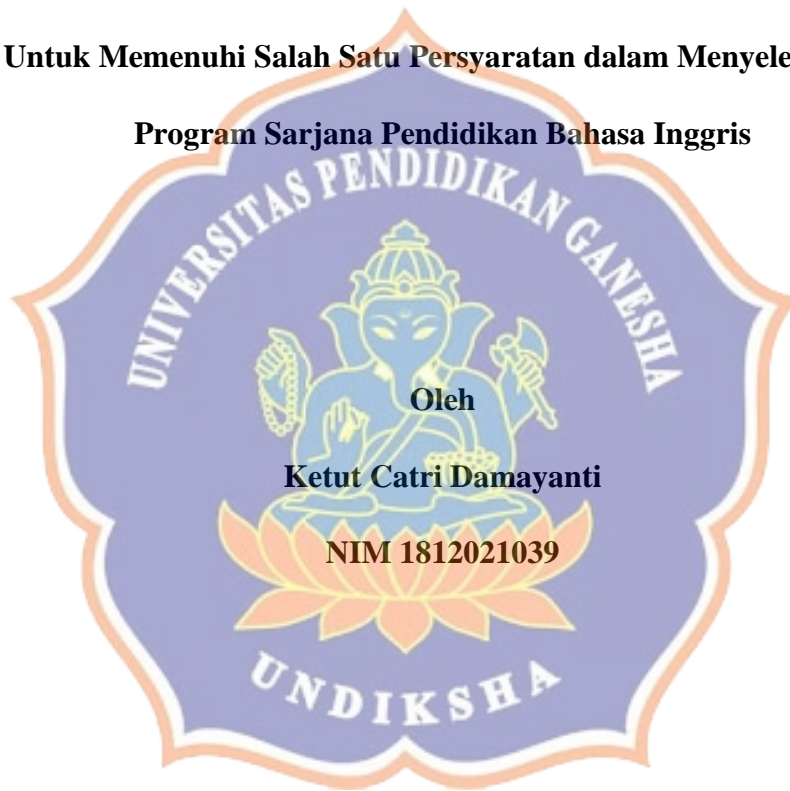 Untuk Memenuhi Salah Satu Persyaratan dalam
Program Sarjana Pendidikan Bahasa Inggris
UNIVERSITAS PENDIDIKAN GANESHA
Oleh
Ketut Catri Damayanti
NIM 1812021039
UNDIKSHA